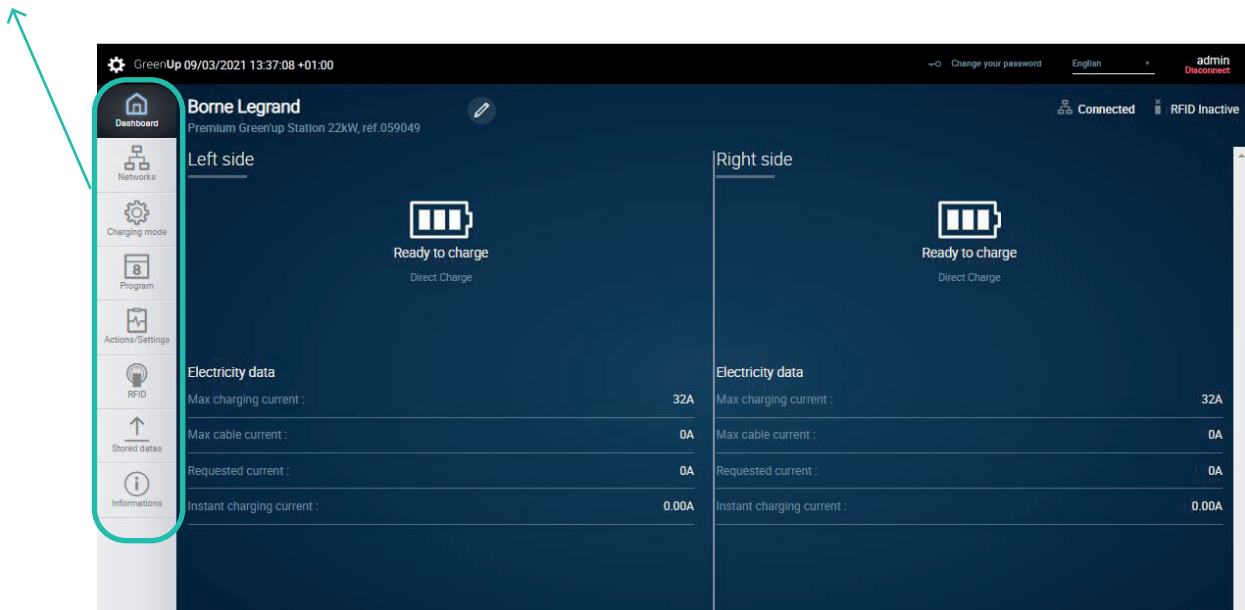 GreenUp 09/03/2021 13:37:08 +01:00
Change your password
English
admin
Disconnect
Dashboard
Networks
Charging mode
8
Program
Actions/Settings
RFID
Stored datas
Informations
Borne Legrand
Premium Green'up Station 22kW, réf.059049
Connected
RFID Inactive
Left side
Ready to charge
Direct Charge
Electricity data
Max charging current : 32A
Max cable current : 0A
Requested current : 0A
Instant charging current : 0.00A
Right side
Ready to charge
Direct Charge
Electricity data
Max charging current : 32A
Max cable current : 0A
Requested current : 0A
Instant charging current : 0.00A